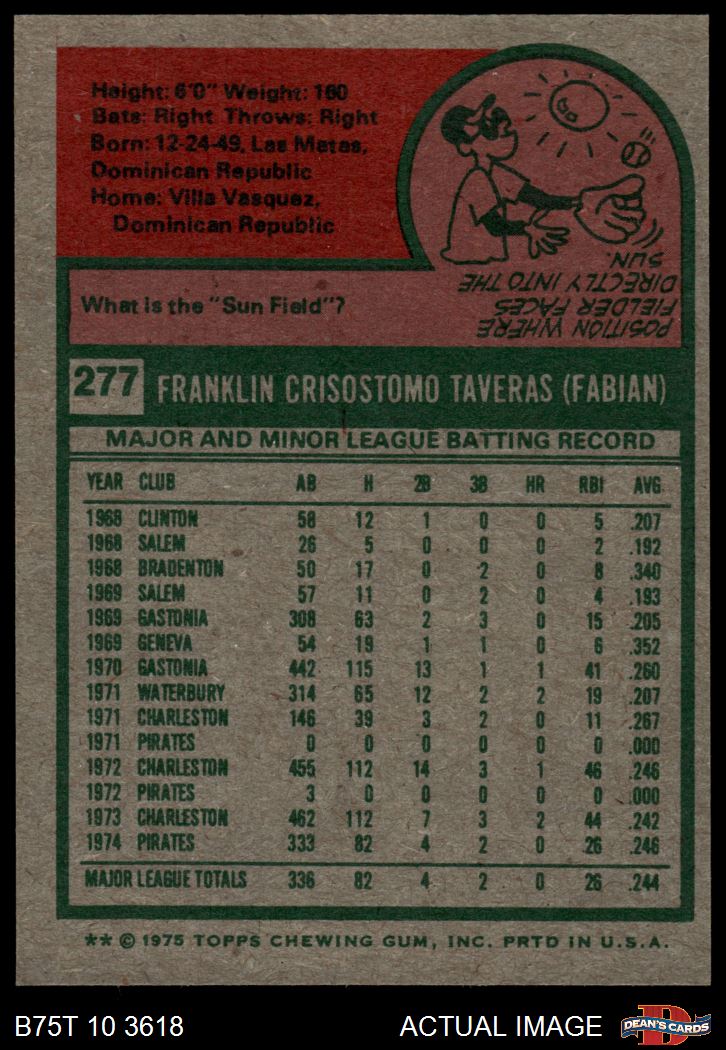 Height: 6'0" Weight: 160
Bats: Right Throws: Right
Born: 12-24-49, Las Matas,
Dominican Republic
Home: Villa Vasquez,
Dominican Republic
What is the "Sun Field"?
POSITION WHERE
FIELDER FACES
DIRECTLY INTO THE
SUN.
277 FRANKLIN CRISOSTOMO TAVERAS (FABIAN)
MAJOR AND MINOR LEAGUE BATTING RECORD
YEAR CLUB AB H 2B 3B HR RBI AVG
1968 CLINTON 58 12 1 0 0 5 .207
1968 SALEM 26 5 0 0 0 2 .192
1968 BRADENTON 50 17 0 2 0 8 .340
1969 SALEM 57 11 0 2 0 4 .193
1969 GASTONIA 308 63 2 3 0 15 .205
1969 GENEVA 54 19 1 1 0 6 .352
1970 GASTONIA 442 115 13 1 1 41 .260
1971 WATERBURY 314 65 12 2 2 19 .207
1971 CHARLESTON 146 39 3 2 0 11 .267
1971 PIRATES 0 0 0 0 0 0 .000
1972 CHARLESTON 455 112 14 3 1 46 .246
1972 PIRATES 3 0 0 0 0 0 .000
1973 CHARLESTON 462 112 7 3 2 44 .242
1974 PIRATES 333 82 4 2 0 26 .246
MAJOR LEAGUE TOTALS 336 82 4 2 0 26 .244
** © 1975 TOPPS CHEWING GUM, INC. PRTD IN U.S.A.
B75T 10 3618 ACTUAL IMAGE D DEAN'S CARDS